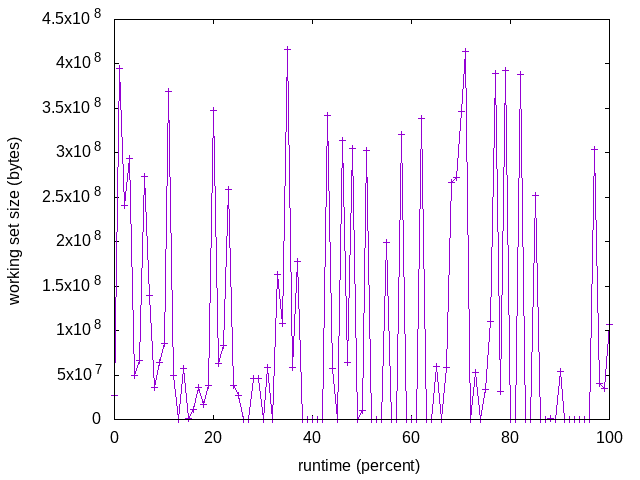 4.5x10^8
4x10^8
3.5x10^8
3x10^8
2.5x10^8
2x10^8
1.5x10^8
1x10^8
5x10^7
0
working set size (bytes)
0 20 40 60 80 100
runtime (percent)